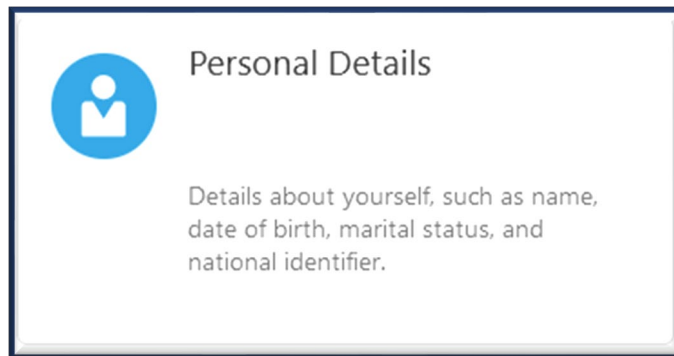 Personal Details
Details about yourself, such as name,
date of birth, marital status, and
national identifier.